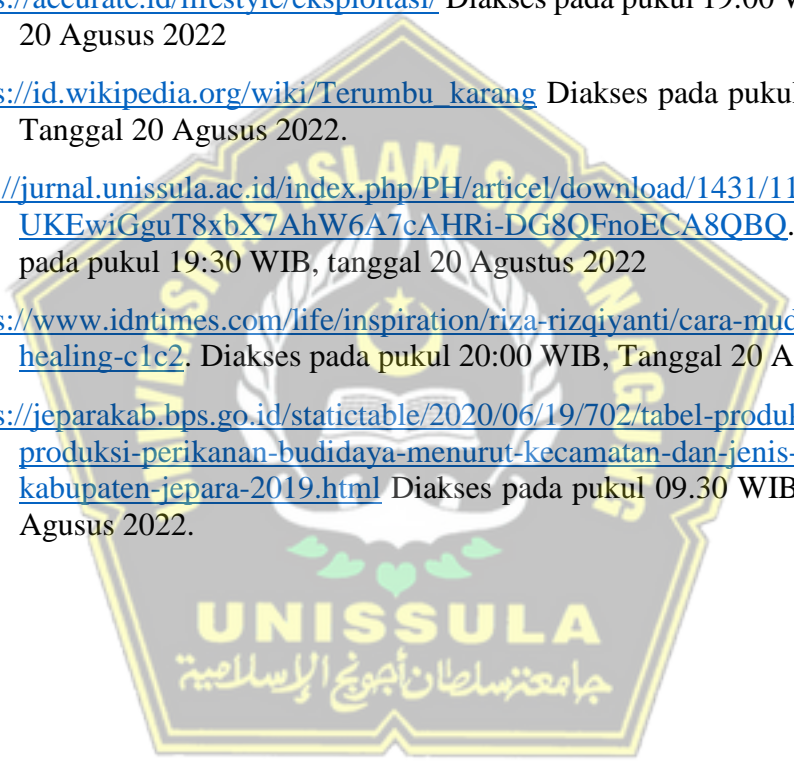 s://accurate.id/lifestyle/eksploitasi/ Diakses pada pukul 19:00 W
20 Agusus 2022
s://id.wikipedia.org/wiki/Terumbu_karang Diakses pada pukul
Tanggal 20 Agusus 2022.
://jurnal.unissula.ac.id/index.php/PH/articel/download/1431/11
UKEwiGguT8xbX7AhW6A7cAHRi-DG8QFnoECA8QBQ.
pada pukul 19:30 WIB, tanggal 20 Agustus 2022
s://www.idntimes.com/life/inspiration/riza-rizqiyanti/cara-mud
healing-c1c2. Diakses pada pukul 20:00 WIB, Tanggal 20 A
s://jeparakab.bps.go.id/statictable/2020/06/19/702/tabel-produk
produksi-perikanan-budidaya-menurut-kecamatan-dan-jenis-
kabupaten-jepara-2019.html Diakses pada pukul 09.30 WIB
Agusus 2022.
UNIVERSITAS ISLAM SULTAN AGUNG
UNISSULA
جامعة سلطان أجونج الإسلامية